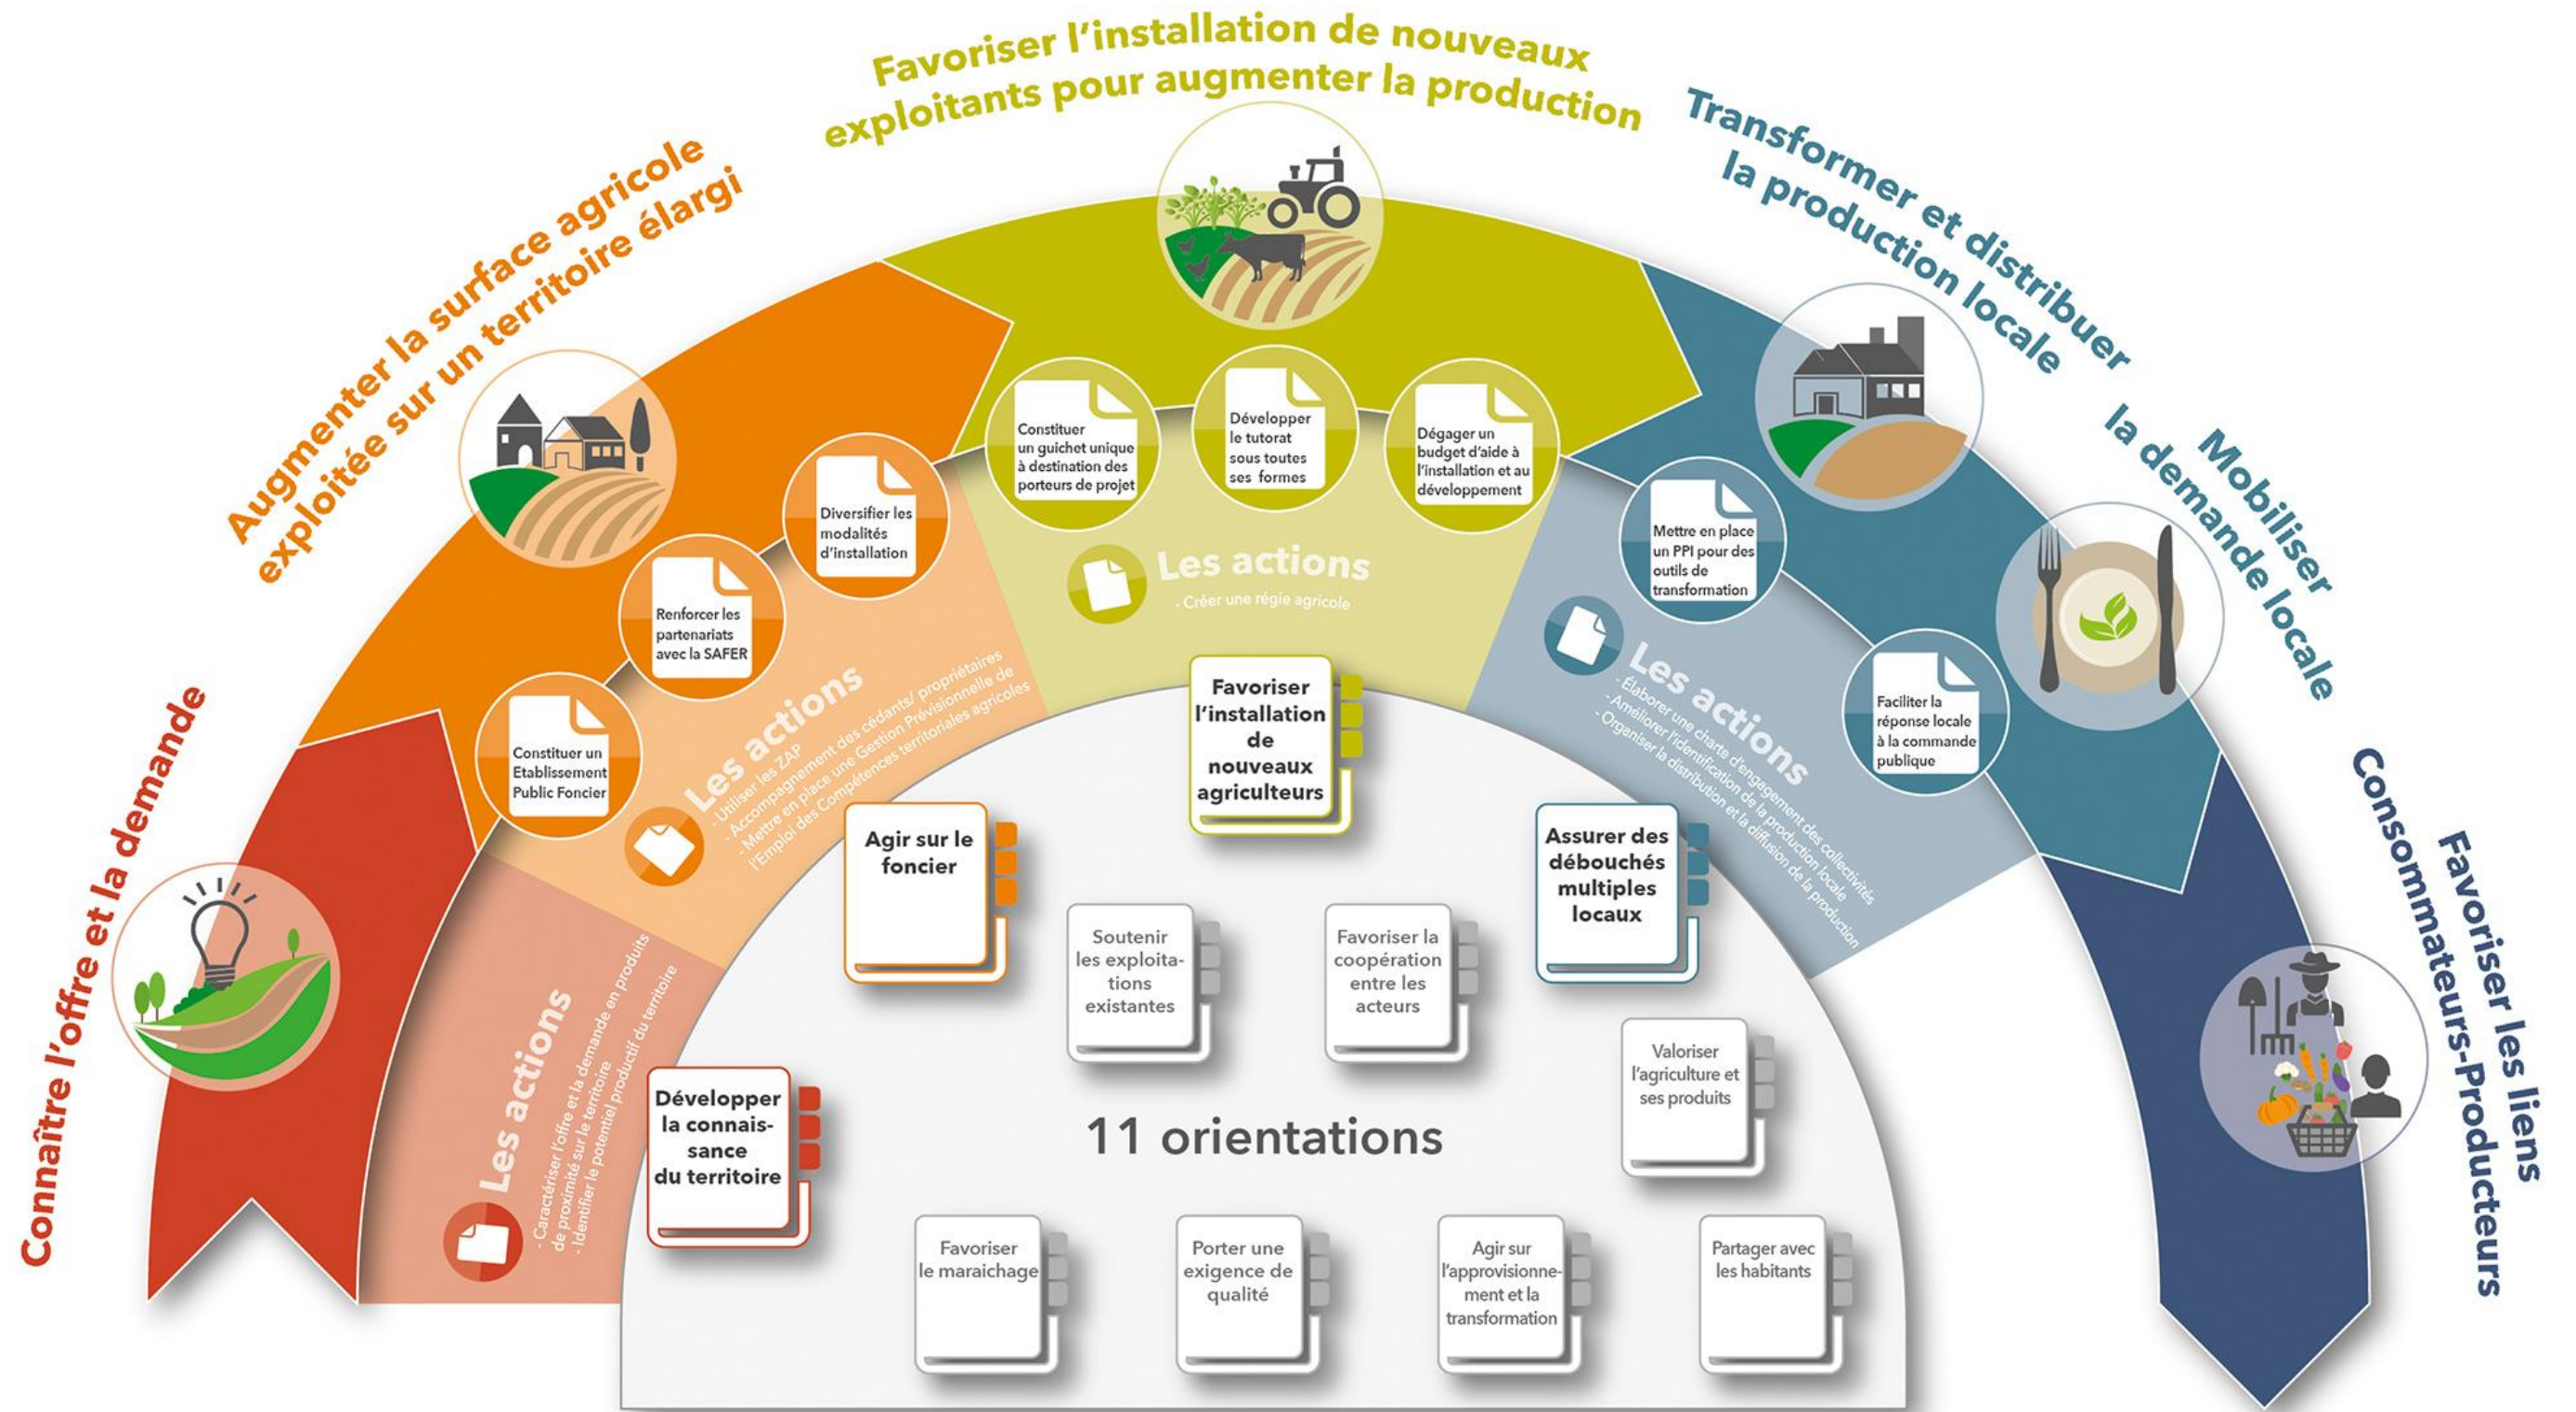 Connaître l'offre et la demande
Augmenter la surface agricole
exploitée sur un territoire élargi
Favoriser l'installation de nouveaux
exploitants pour augmenter la production
Transformer et distribuer
la production locale
Mobiliser
la demande locale
Favoriser les liens
Consommateurs-Producteurs
Constituer un
Etablissement
Public Foncier
Renforcer les
partenariats
avec la SAFER
Diversifier les
modalités
d'installation
Constituer
un guichet unique
à destination des
porteurs de projet
Développer
le tutorat
sous toutes
ses formes
Dégager un
budget d'aide à
l'installation et au
développement
Mettre en place
un PPI pour des
outils de
transformation
Faciliter la
réponse locale
à la commande
publique
Les actions
- Caractériser l'offre et la demande en produits
de proximité sur le territoire
- Identifier le potentiel productif du territoire
Les actions
- Utiliser les ZAP
- Accompagnement des cédants/ propriétaires
- Mettre en place une Gestion Prévisionnelle de
l'Emploi des Compétences territoriales agricoles
Les actions
- Créer une régie agricole
Les actions
- Élaborer une charte d'engagement des collectivités
- Améliorer l'identification de la production locale
- Organiser la distribution et la diffusion de la production
Développer
la connais-
sance
du territoire
Agir sur le
foncier
Favoriser
l'installation
de
nouveaux
agriculteurs
Assurer des
débouchés
multiples
locaux
Soutenir
les exploita-
tions
existantes
Favoriser la
coopération
entre les
acteurs
Valoriser
l'agriculture et
ses produits
11 orientations
Favoriser
le maraichage
Porter une
exigence de
qualité
Agir sur
l'approvisionne-
ment et la
transformation
Partager avec
les habitants